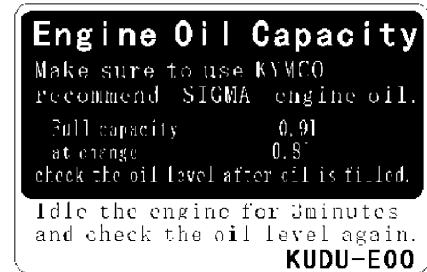 Engine Oil Capacity
Make sure to use KYMCO
recommend SIGMA engine oil.
Full capacity 0.9l
at change 0.8l
check the oil level after oil is filled.
Idle the engine for 3minutes
and check the oil level again.
KUDU-E00